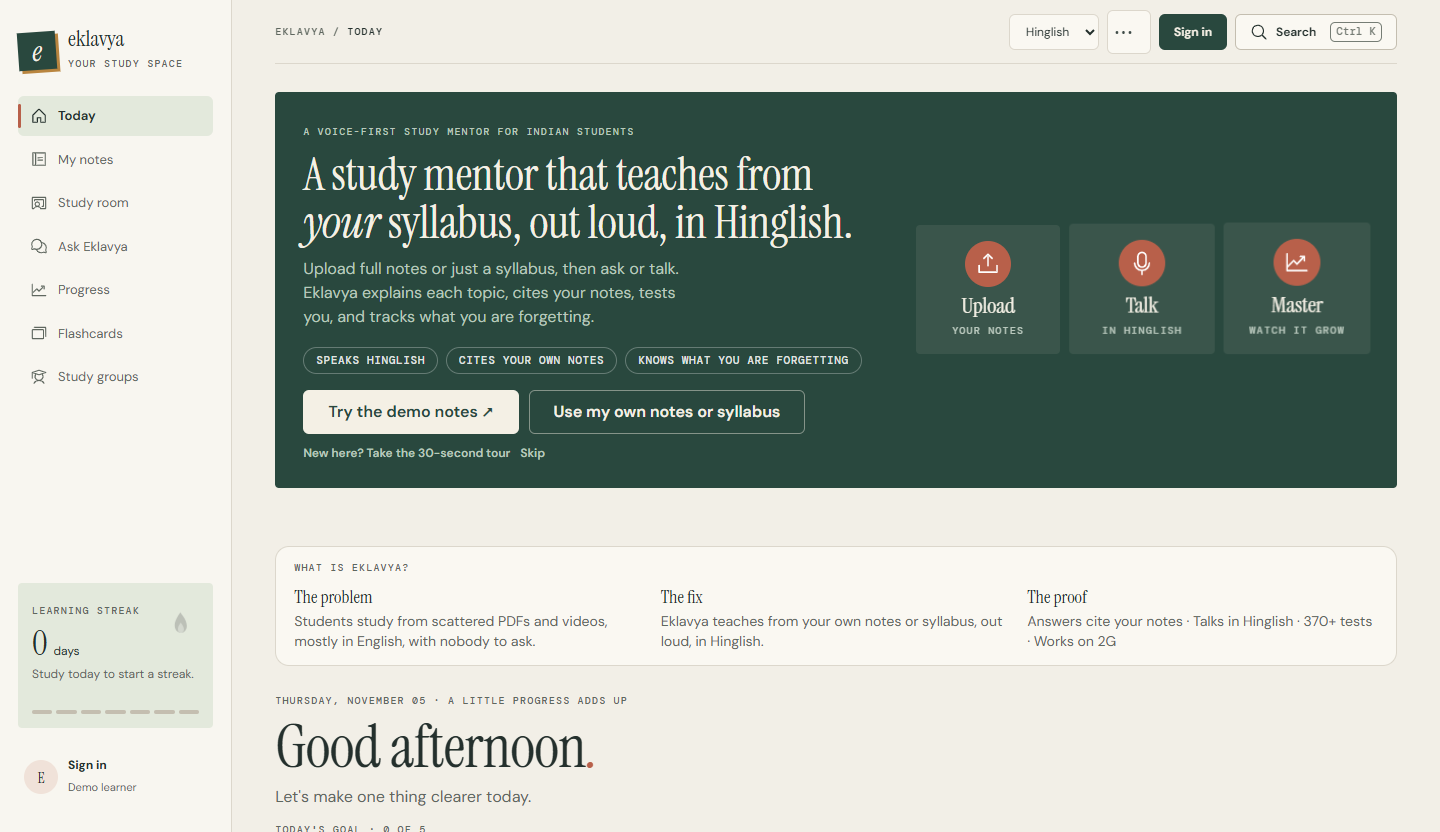 e
eklavya
YOUR STUDY SPACE
Today
My notes
Study room
Ask Eklavya
Progress
Flashcards
Study groups
LEARNING STREAK
0 days
Study today to start a streak.
E
Sign in
Demo learner
EKLAVYA / TODAY
Hinglish
Sign in
Search
Ctrl K
A VOICE-FIRST STUDY MENTOR FOR INDIAN STUDENTS
A study mentor that teaches from
your syllabus, out loud, in Hinglish.
Upload full notes or just a syllabus, then ask or talk.
Eklavya explains each topic, cites your notes, tests
you, and tracks what you are forgetting.
SPEAKS HINGLISH
CITES YOUR OWN NOTES
KNOWS WHAT YOU ARE FORGETTING
Try the demo notes ↗
Use my own notes or syllabus
New here? Take the 30-second tour
Skip
Upload
YOUR NOTES
Talk
IN HINGLISH
Master
WATCH IT GROW
WHAT IS EKLAVYA?
The problem
Students study from scattered PDFs and videos,
mostly in English, with nobody to ask.
The fix
Eklavya teaches from your own notes or syllabus, out
loud, in Hinglish.
The proof
Answers cite your notes · Talks in Hinglish · 370+ tests
· Works on 2G
THURSDAY, NOVEMBER 05 · A LITTLE PROGRESS ADDS UP
Good afternoon.
Let's make one thing clearer today.
TODAY'S GOAL · 0 OF 5